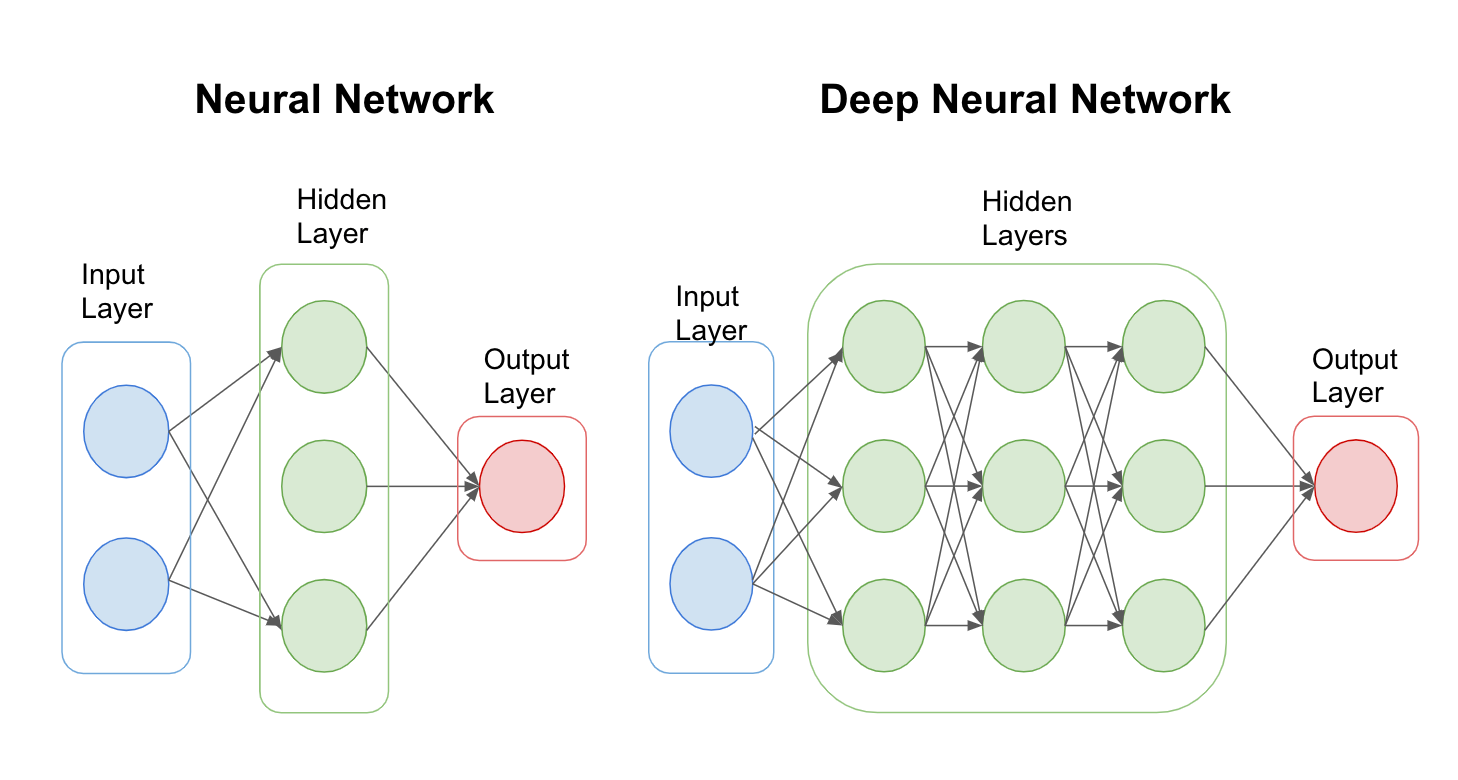 Neural Network
Hidden
Layer
Input
Layer
Output
Layer
Deep Neural Network
Hidden
Layers
Input
Layer
Output
Layer